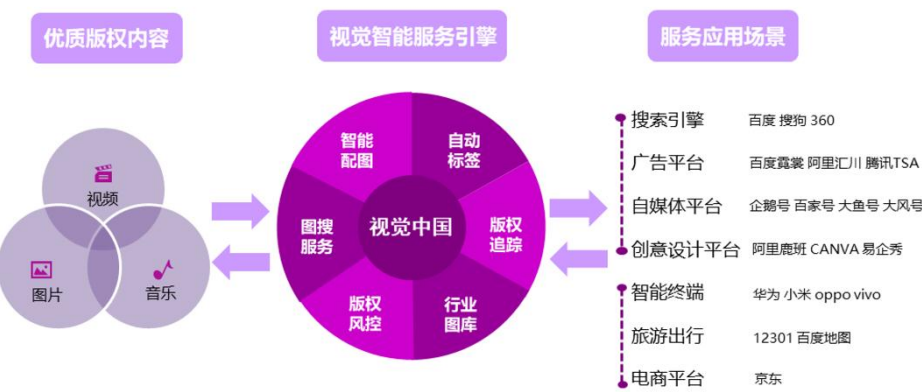 优质版权内容
视觉智能服务引擎
服务应用场景
视频
图片
音乐
智能
配图
自动
标签
图搜
服务
视觉中国
版权
追踪
版权
风控
行业
图库
搜索引擎 百度 搜狗 360
广告平台 百度霓裳 阿里汇川 腾讯TSA
自媒体平台 企鹅号 百家号 大鱼号 大风号
创意设计平台 阿里鹿班 CANVA 易企秀
智能终端 华为 小米 oppo vivo
旅游出行 12301 百度地图
电商平台 京东